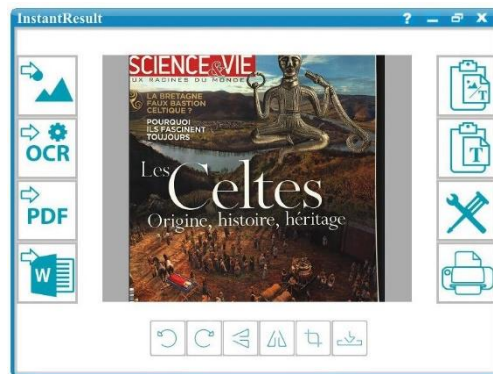 InstantResult
?
SCIENCE & VIE
UX RACINES DU MONDE
LA BRETAGNE
FAUX BASTION
CELTIQUE ?
POURQUOI
ILS FASCINENT
TOUJOURS
Les Celtes
Origine, histoire, héritage
OCR
PDF
W
T
T